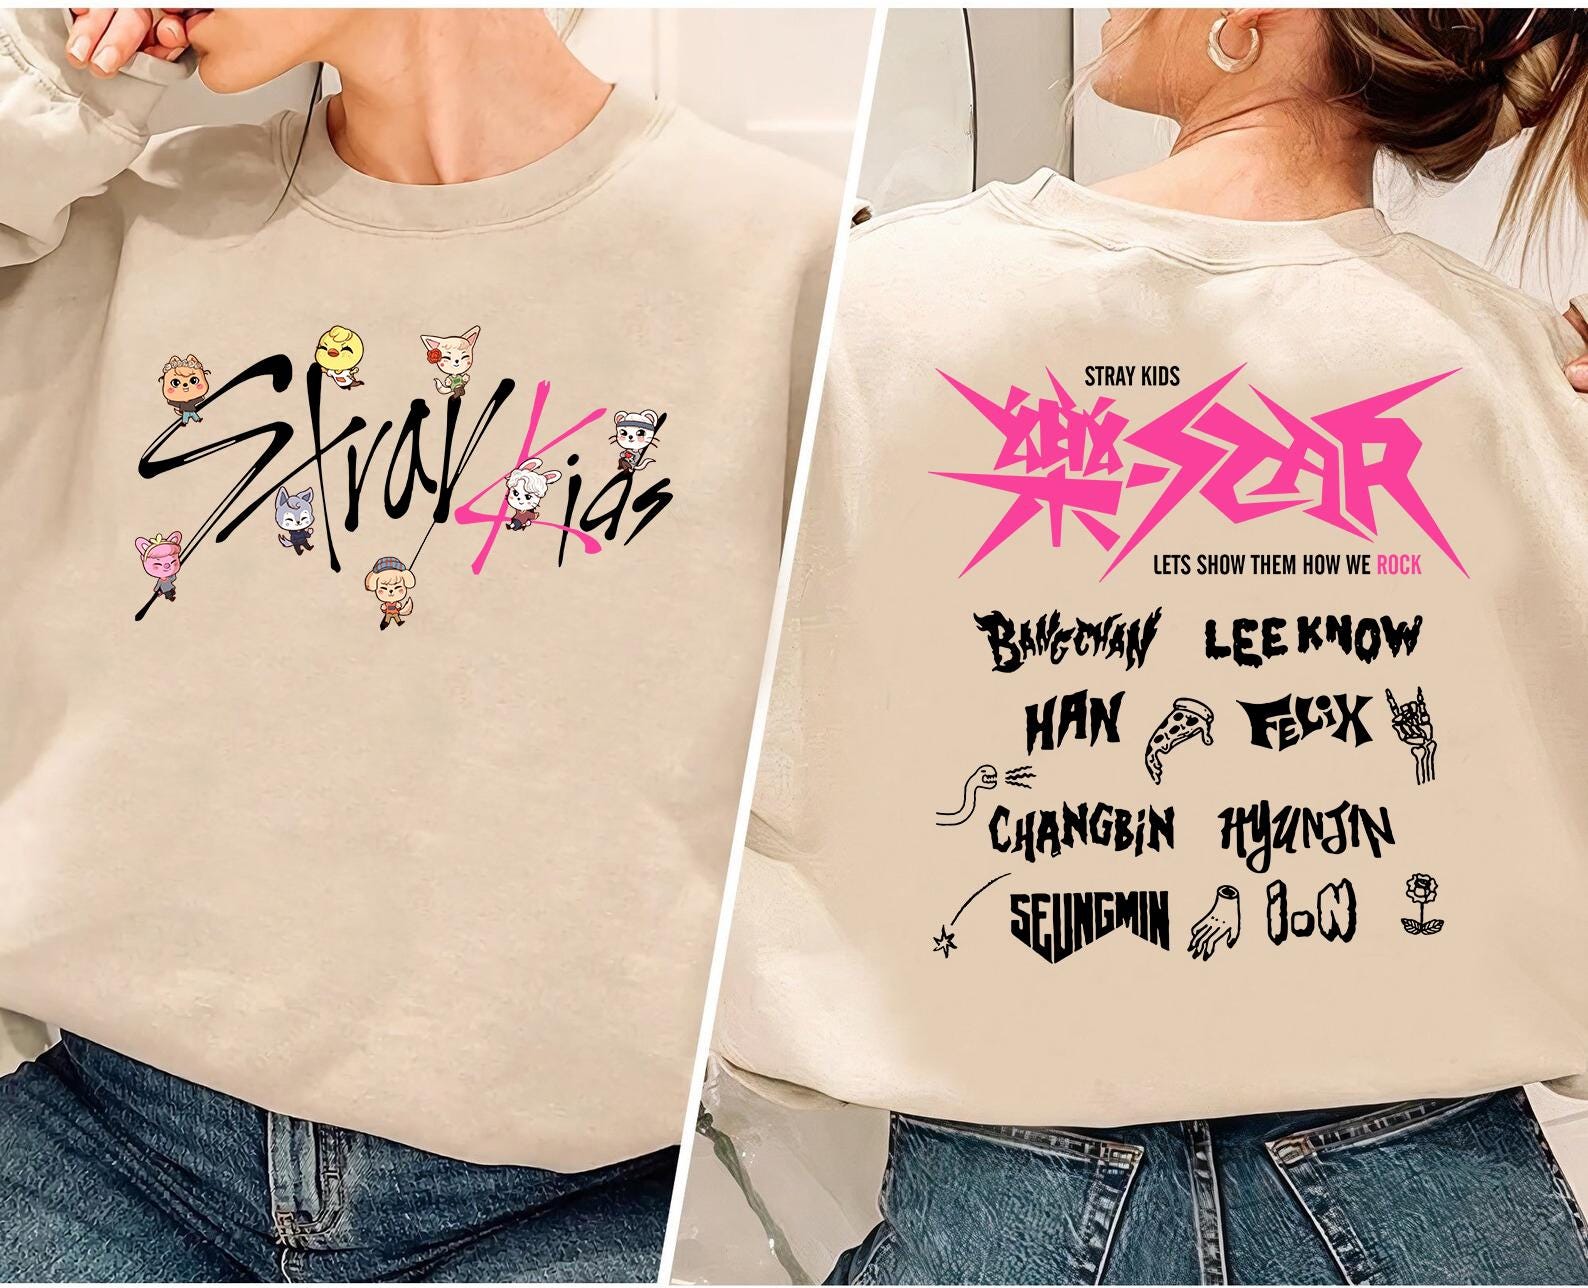 Stray Kids
STRAY KIDS
樂-STAR
LETS SHOW THEM HOW WE ROCK
BANGCHAN LEE KNOW
HAN FELIX
CHANGBIN HYUNJIN
SEUNGMIN I.N